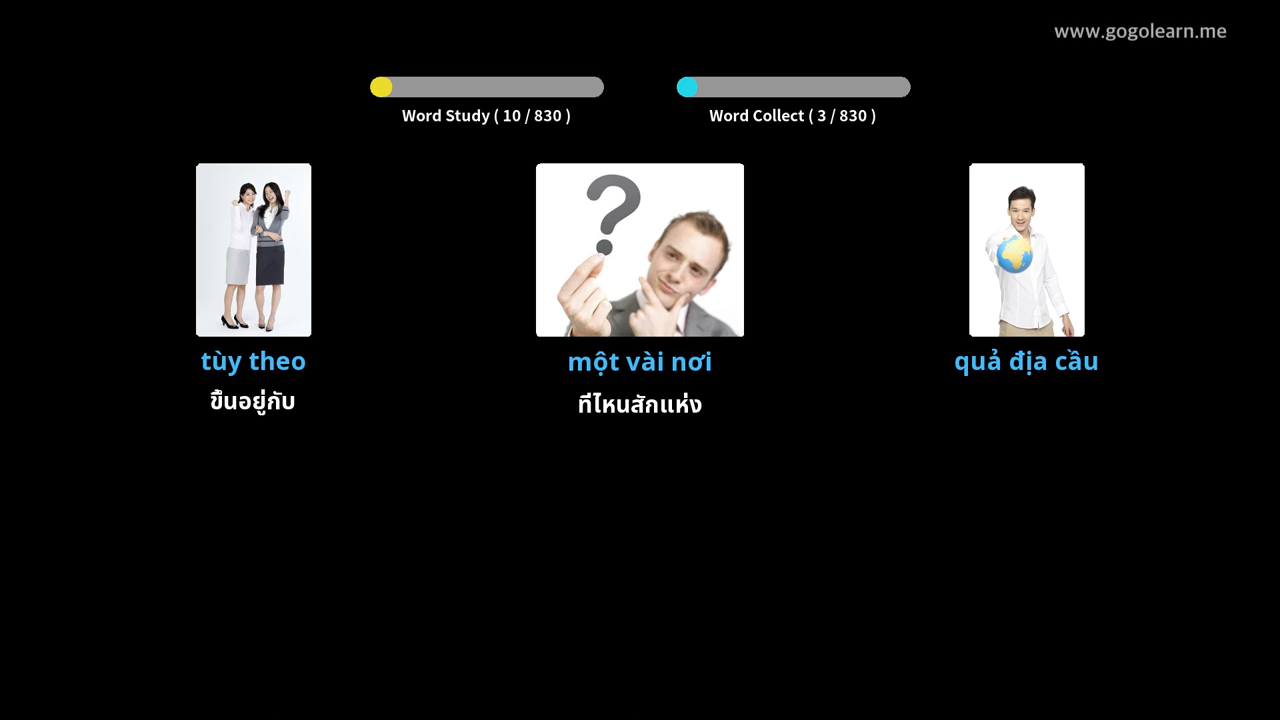 www.gogolearn.me
Word Study ( 10 / 830 )
Word Collect ( 3 / 830 )
tùy theo
ขึ้นอยู่กับ
một vài nơi
ที่ไหนสักแห่ง
quả địa cầu